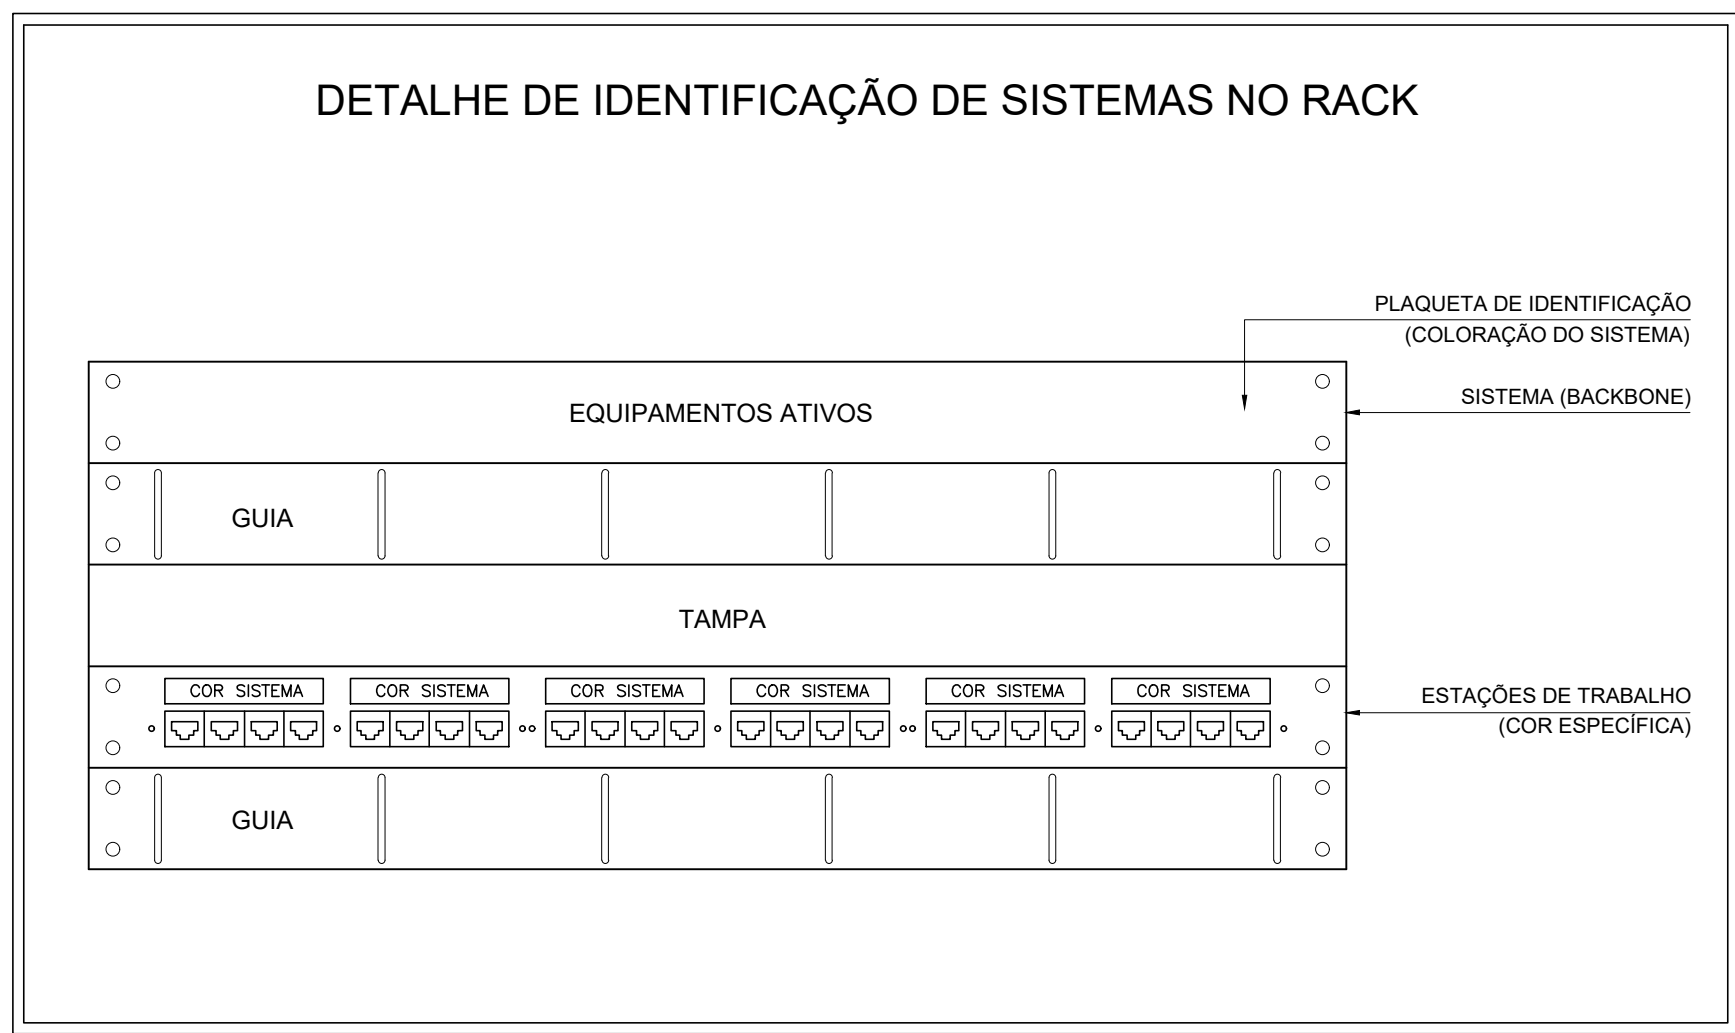 DETALHE DE IDENTIFICAÇÃO DE SISTEMAS NO RACK
PLAQUETA DE IDENTIFICAÇÃO
(COLORAÇÃO DO SISTEMA)
SISTEMA (BACKBONE)
EQUIPAMENTOS ATIVOS
GUIA
TAMPA
COR SISTEMA COR SISTEMA COR SISTEMA COR SISTEMA COR SISTEMA COR SISTEMA
ESTAÇÕES DE TRABALHO
(COR ESPECÍFICA)
GUIA